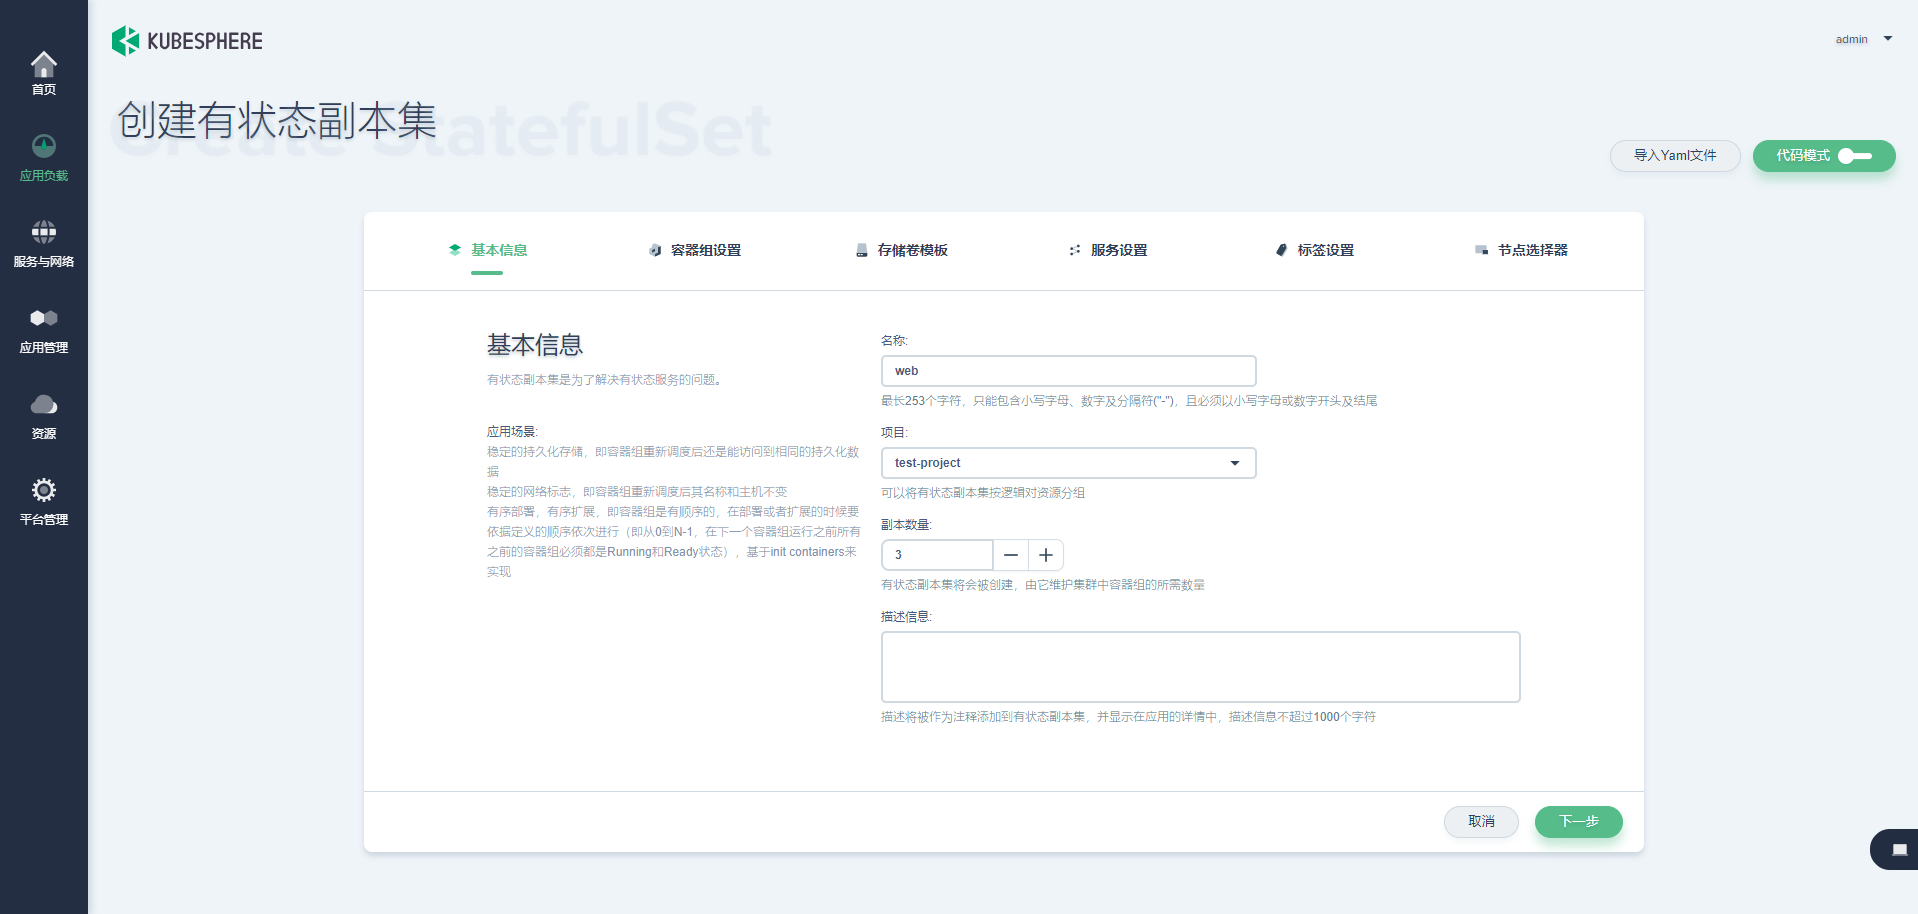 KUBESPHERE
admin
首页
应用负载
服务与网络
应用管理
资源
平台管理
创建有状态副本集
Create StatefulSet
导入Yaml文件
代码模式
基本信息
容器组设置
存储卷模板
服务设置
标签设置
节点选择器
基本信息
有状态副本集是为了解决有状态服务的问题。
应用场景:
稳定的持久化存储，即容器组重新调度后还是能访问到相同的持久化数
据
稳定的网络标志，即容器组重新调度后其名称和主机不变
有序部署，有序扩展，即容器组是有顺序的，在部署或者扩展的时候要
依据定义的顺序依次进行（即从0到N-1，在下一个容器组运行之前所有
之前的容器组必须都是Running和Ready状态），基于init containers来
实现
名称:
web
最长253个字符，只能包含小写字母、数字及分隔符("-")，且必须以小写字母或数字开头及结尾
项目:
test-project
可以将有状态副本集按逻辑对资源分组
副本数量:
3
有状态副本集将会被创建，由它维护集群中容器组的所需数量
描述信息:
描述将被作为注释添加到有状态副本集，并显示在应用的详情中，描述信息不超过1000个字符
取消
下一步